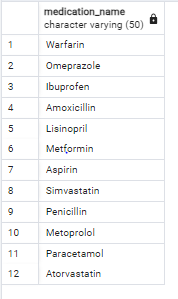 medication_name
character varying (50)
1 Warfarin
2 Omeprazole
3 Ibuprofen
4 Amoxicillin
5 Lisinopril
6 Metformin
7 Aspirin
8 Simvastatin
9 Penicillin
10 Metoprolol
11 Paracetamol
12 Atorvastatin